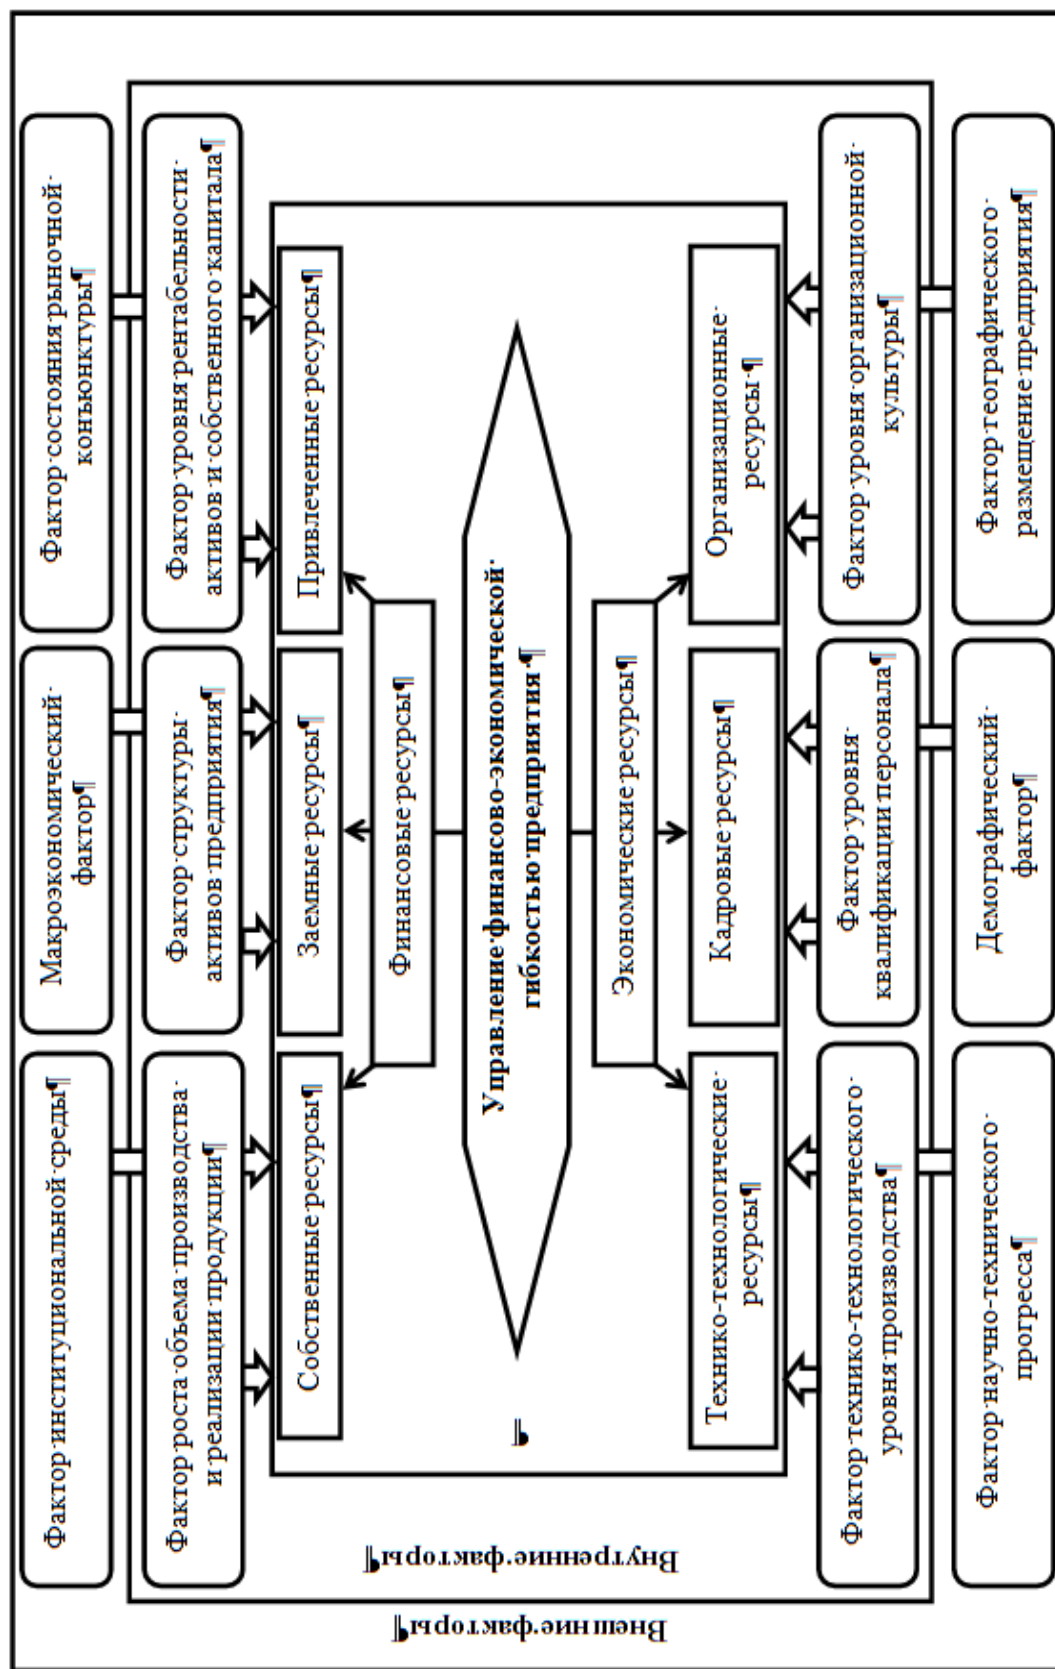 Внешние факторы¶
Внутренние факторы¶
Фактор институциональной среды¶
Макроэкономический
фактор¶
Фактор состояния рыночной
конъюнктуры¶
Фактор роста объема производства
и реализации продукции¶
Фактор структуры
активов предприятия¶
Фактор уровня рентабельности
активов и собственного капитала¶
Собственные ресурсы¶
Заемные ресурсы¶
Привлеченные ресурсы¶
Финансовые ресурсы¶
¶
Управление финансово-экономической
гибкостью предприятия ¶
Экономические ресурсы¶
Технико-технологические
ресурсы¶
Кадровые ресурсы¶
Организационные
ресурсы ¶
Фактор технико-технологического
уровня производства¶
Фактор уровня
квалификации персонала¶
Фактор уровня организационной
культуры¶
Фактор научно-технического
прогресса¶
Демографический
фактор¶
Фактор географического
размещение предприятия¶